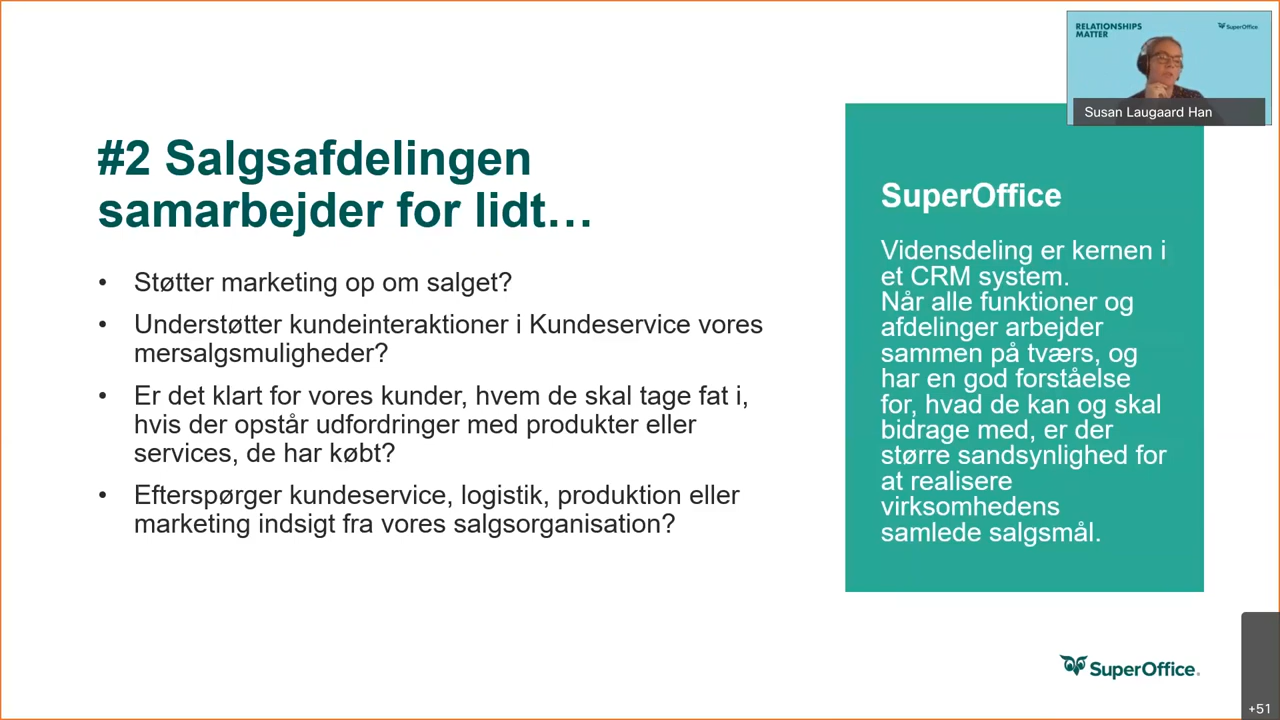 RELATIONSHIPS
MATTER
SuperOffice
Susan Laugaard Han
#2 Salgsafdelingen
samarbejder for lidt…
• Støtter marketing op om salget?
• Understøtter kundeinteraktioner i Kundeservice vores
mersalgsmuligheder?
• Er det klart for vores kunder, hvem de skal tage fat i,
hvis der opstår udfordringer med produkter eller
services, de har købt?
• Efterspørger kundeservice, logistik, produktion eller
marketing indsigt fra vores salgsorganisation?
SuperOffice
Vidensdeling er kernen i
et CRM system.
Når alle funktioner og
afdelinger arbejder
sammen på tværs, og
har en god forståelse
for, hvad de kan og skal
bidrage med, er der
større sandsynlighed for
at realisere
virksomhedens
samlede salgsmål.
SuperOffice.
+51